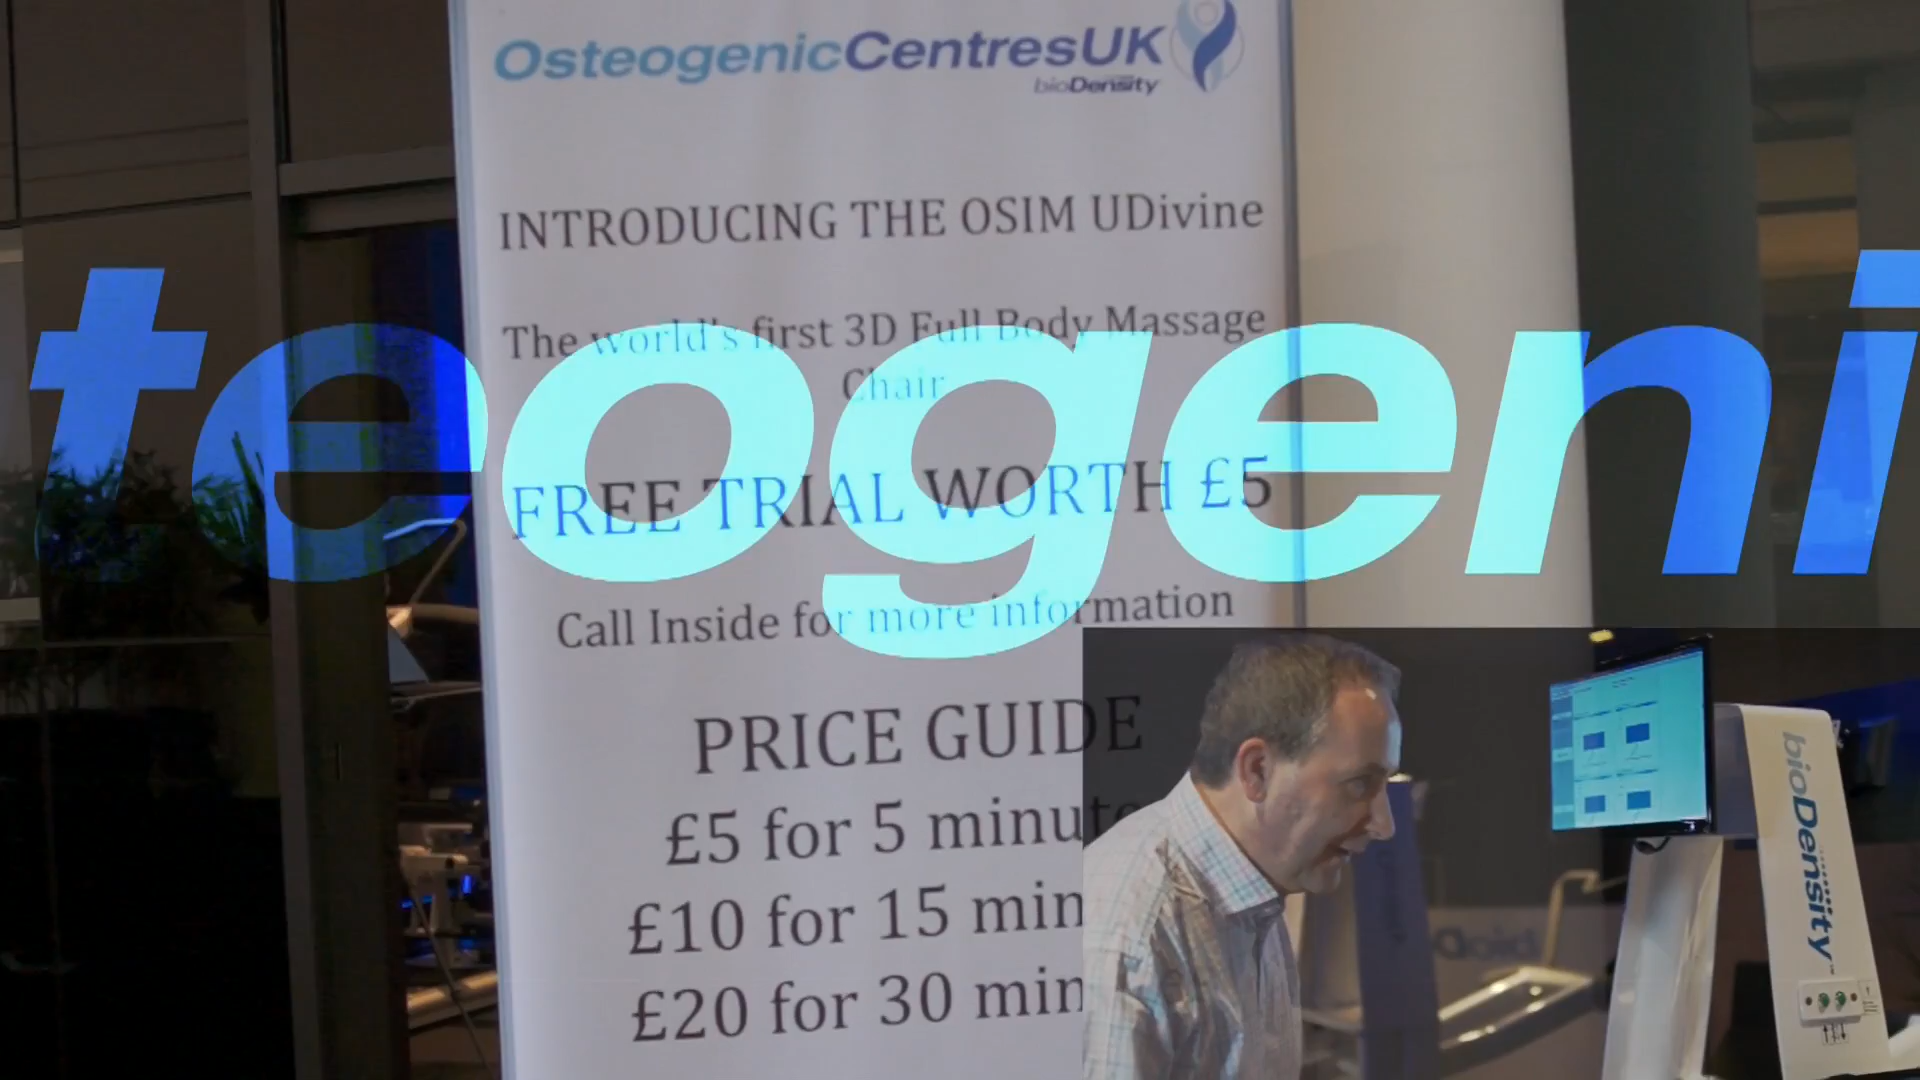 OsteogenicCentresUK
bioDensity
INTRODUCING THE OSIM UDivine
The world's first 3D Full Body Massage
Chair
teogeni
FREE TRIAL WORTH £5
Call Inside for more information
PRICE GUIDE
£5 for 5 minute
£10 for 15 min
£20 for 30 min
bioDensity